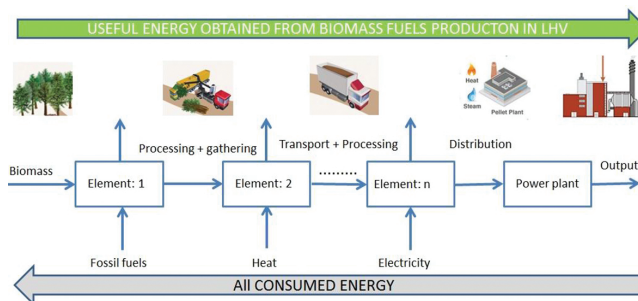 USEFUL ENERGY OBTAINED FROM BIOMASS FUELS PRODUCTON IN LHV
Heat
Steam
Pellet Plant
Processing + gathering
Transport + Processing
Distribution
Biomass
Element: 1
Element: 2
.........
Element: n
Power plant
Output
Fossil fuels
Heat
Electricity
All CONSUMED ENERGY